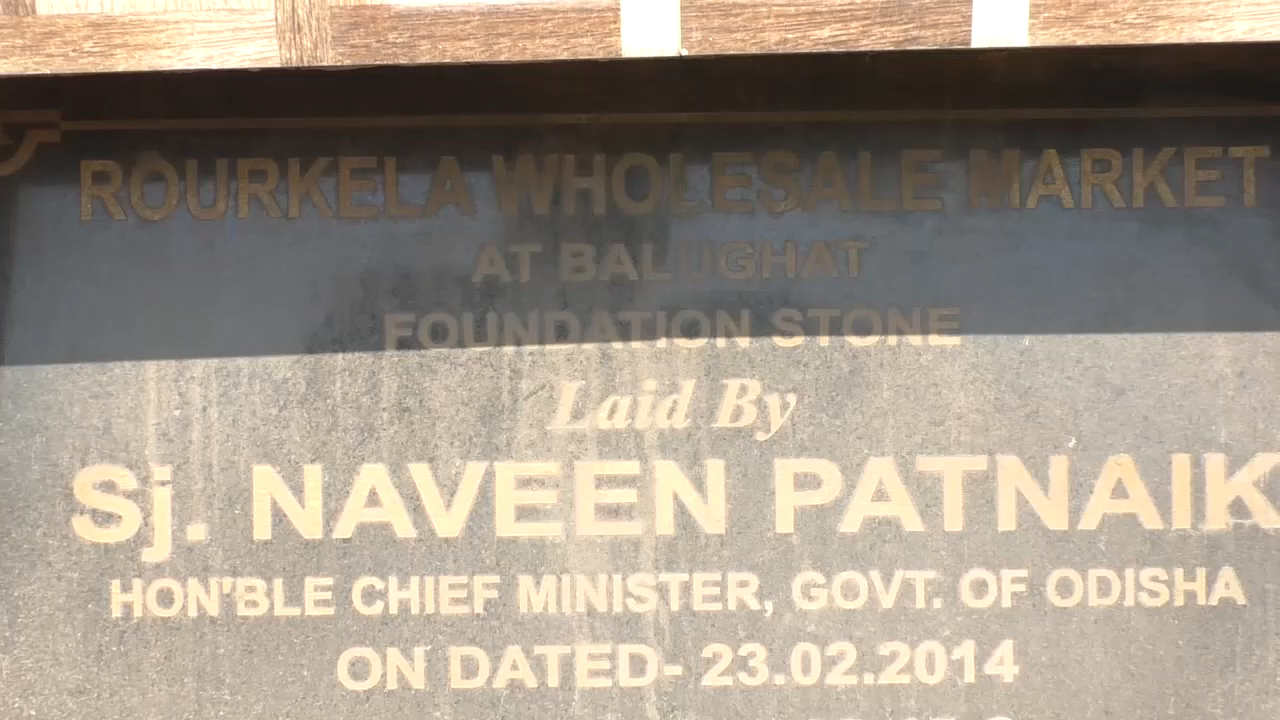 ROURKELA WHOLESALE MARKET
AT BALUGHAT
FOUNDATION STONE
Laid By
Sj. NAVEEN PATNAIK
HON'BLE CHIEF MINISTER, GOVT. OF ODISHA
ON DATED- 23.02.2014